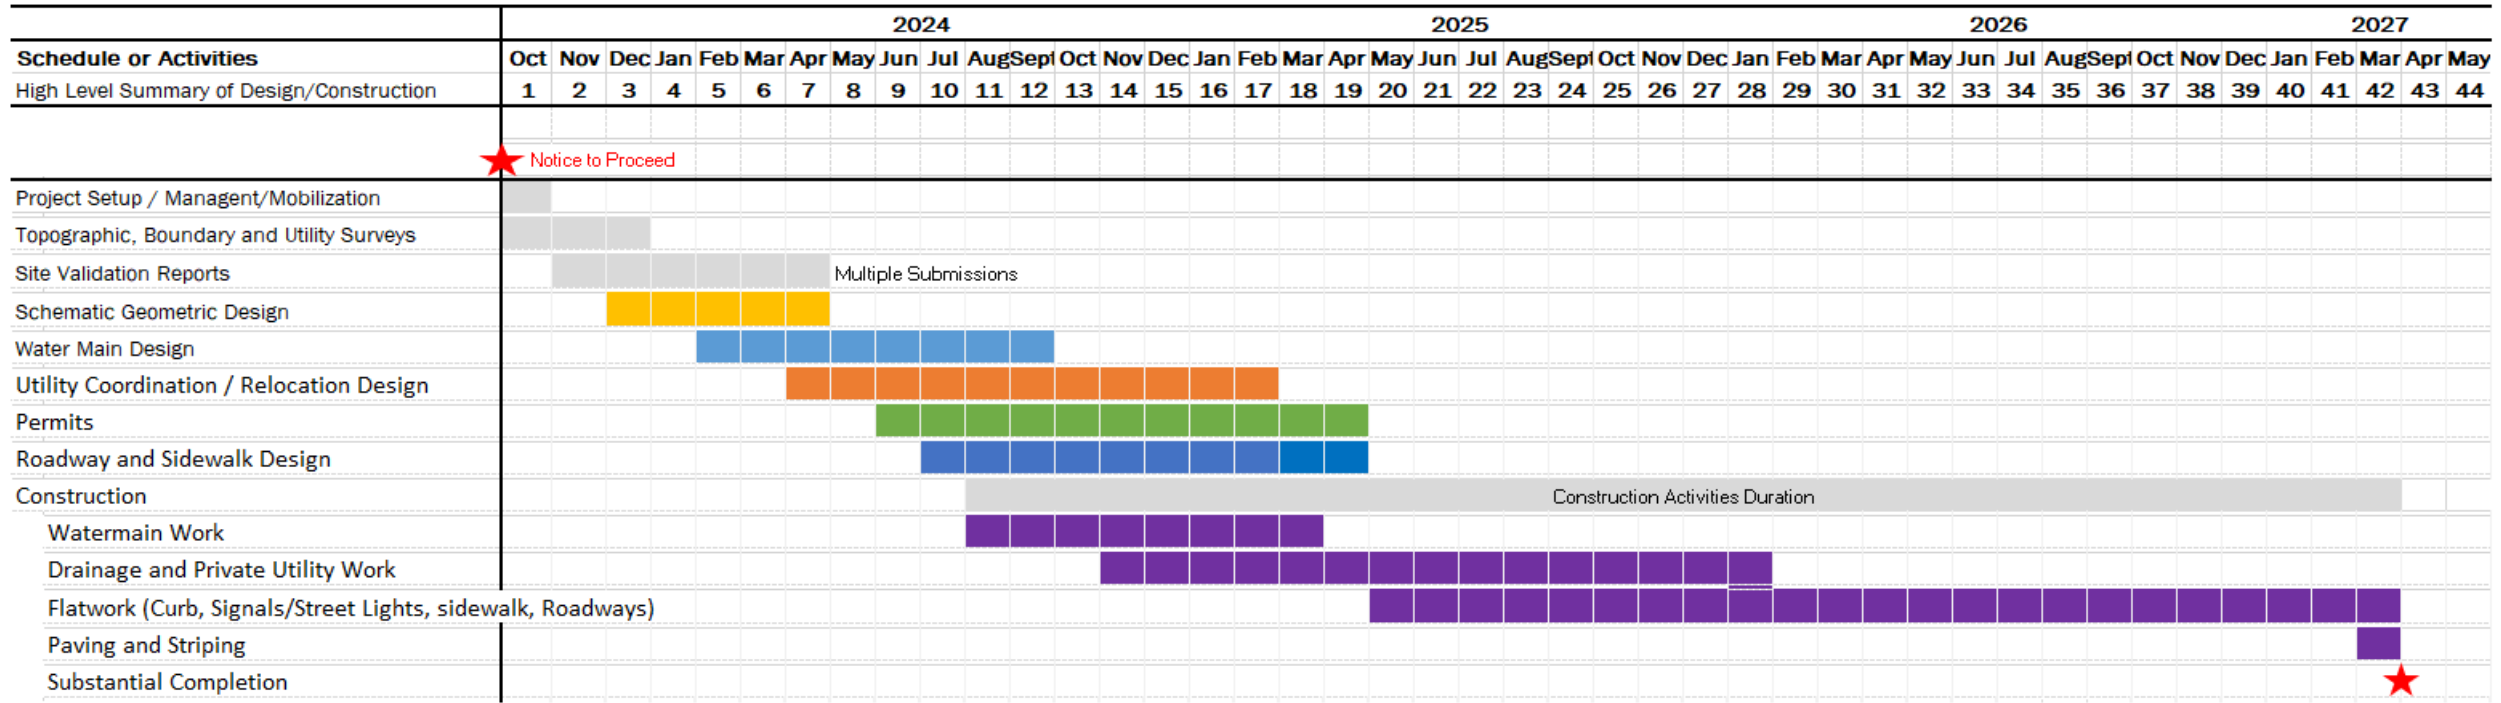 2024 2025 2026 2027
Schedule or Activities Oct Nov Dec Jan Feb Mar Apr May Jun Jul Aug Sept Oct Nov Dec Jan Feb Mar Apr May Jun Jul Aug Sept Oct Nov Dec Jan Feb Mar Apr May Jun Jul Aug Sept Oct Nov Dec Jan Feb Mar Apr May
High Level Summary of Design/Construction 1 2 3 4 5 6 7 8 9 10 11 12 13 14 15 16 17 18 19 20 21 22 23 24 25 26 27 28 29 30 31 32 33 34 35 36 37 38 39 40 41 42 43 44
Notice to Proceed
Project Setup / Managent/Mobilization
Topographic, Boundary and Utility Surveys
Site Validation Reports Multiple Submissions
Schematic Geometric Design
Water Main Design
Utility Coordination / Relocation Design
Permits
Roadway and Sidewalk Design
Construction Construction Activities Duration
Watermain Work
Drainage and Private Utility Work
Flatwork (Curb, Signals/Street Lights, sidewalk, Roadways)
Paving and Striping
Substantial Completion